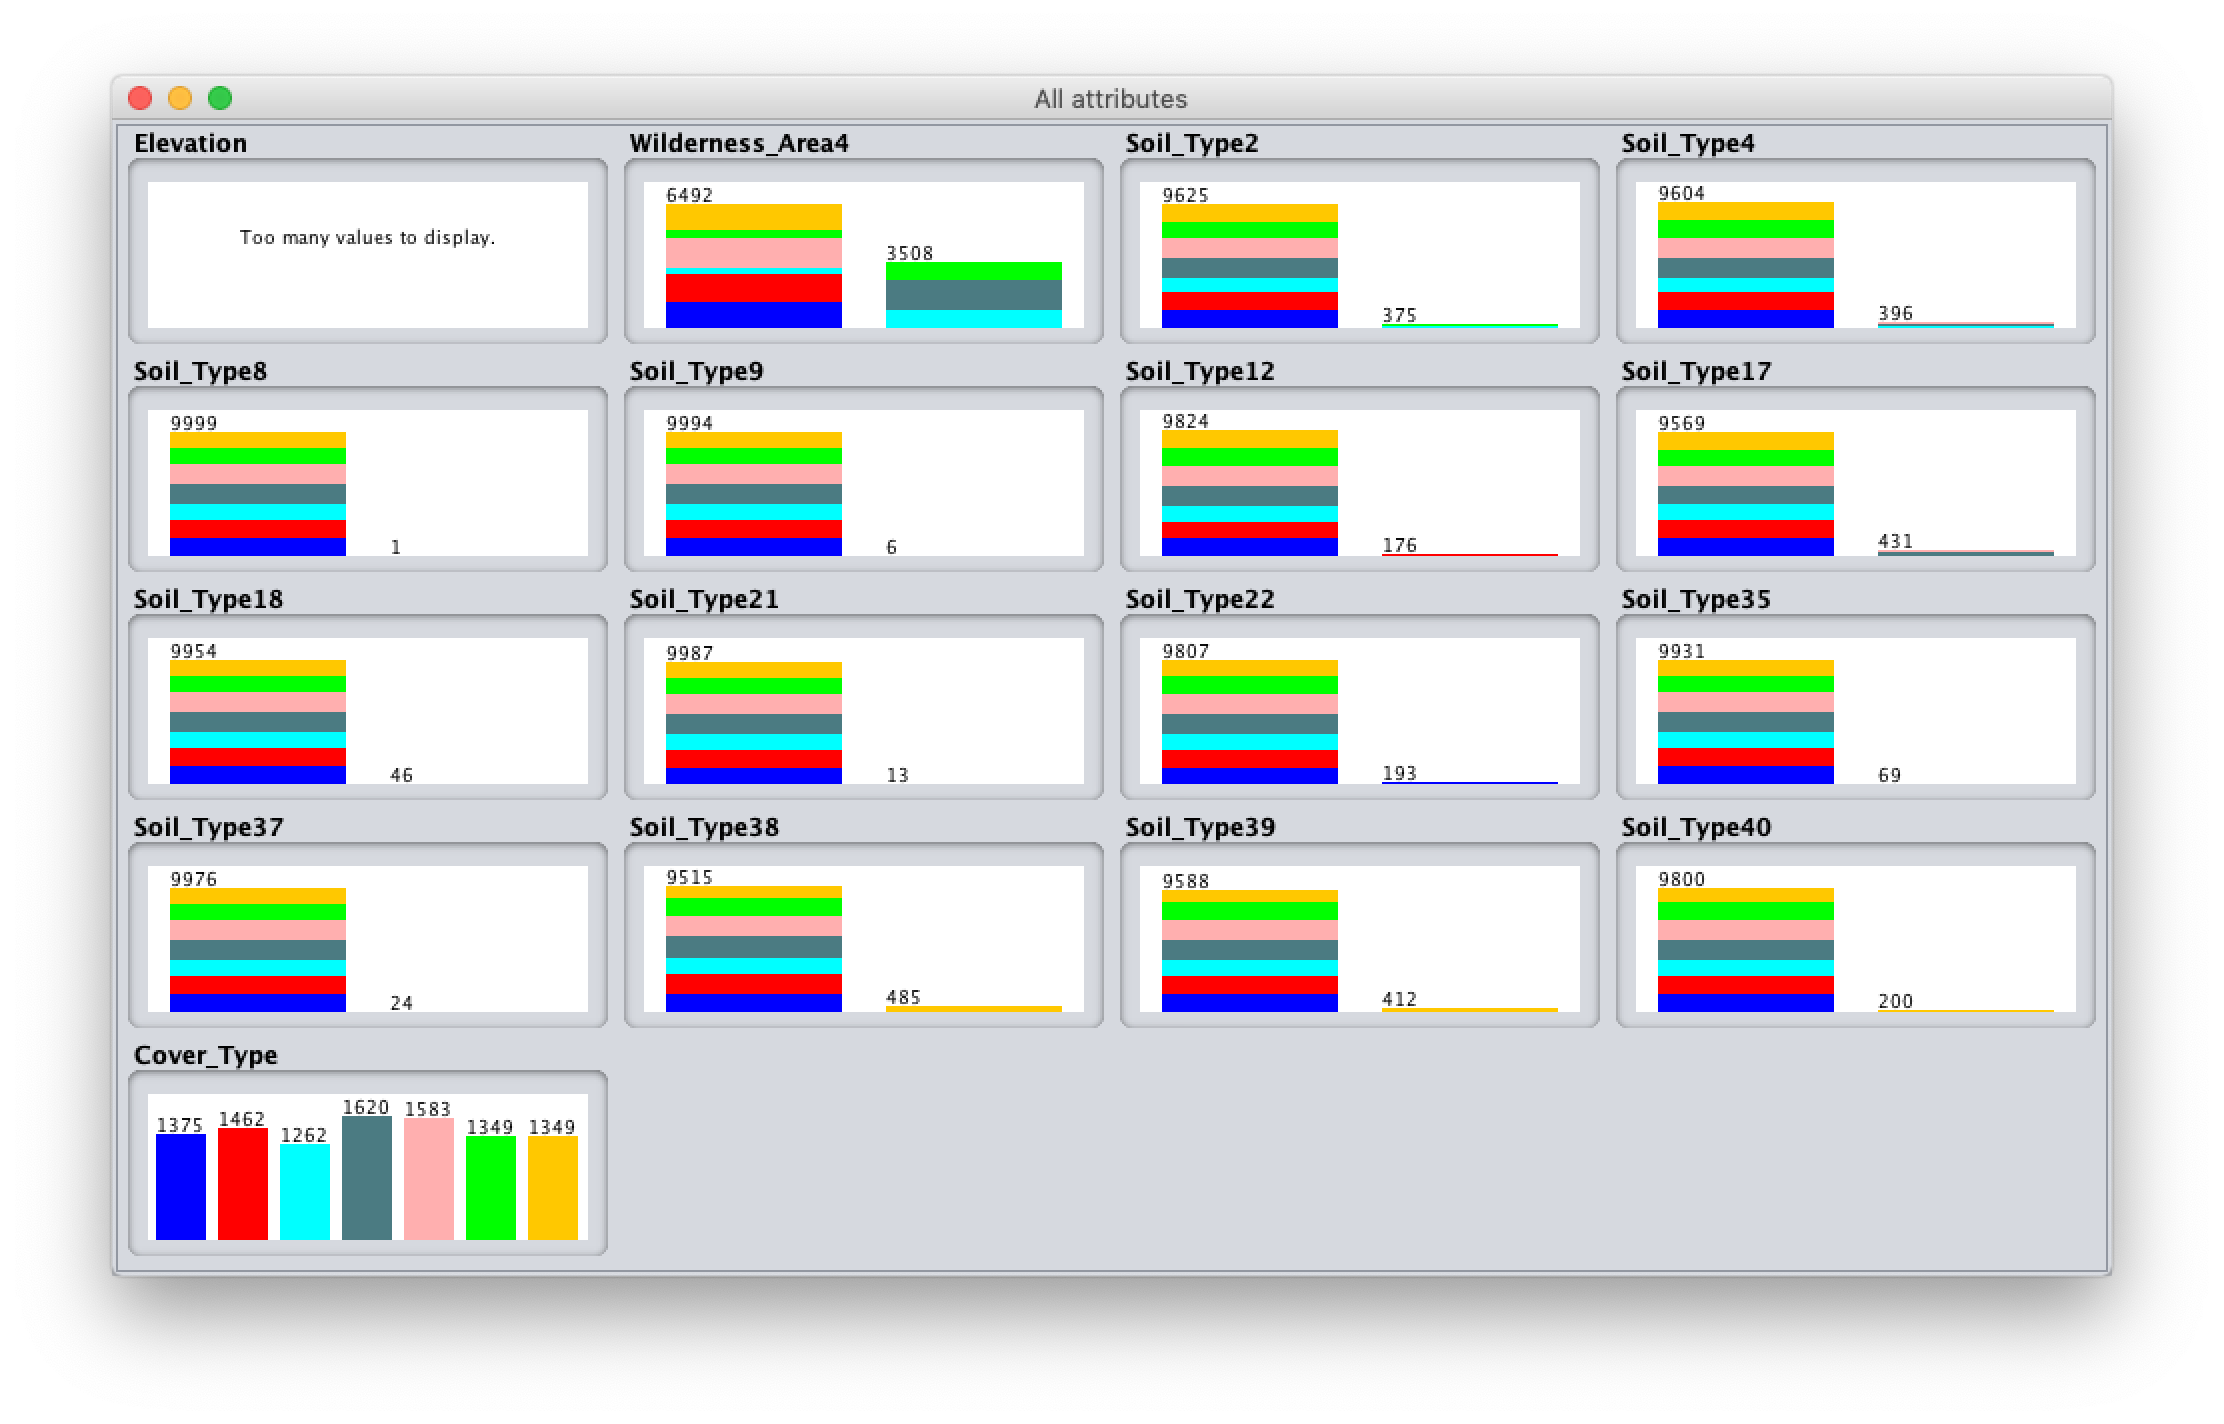 All attributes
Elevation
Too many values to display.
Wilderness_Area4
6492
3508
Soil_Type2
9625
375
Soil_Type4
9604
396
Soil_Type8
9999
1
Soil_Type9
9994
6
Soil_Type12
9824
176
Soil_Type17
9569
431
Soil_Type18
9954
46
Soil_Type21
9987
13
Soil_Type22
9807
193
Soil_Type35
9931
69
Soil_Type37
9976
24
Soil_Type38
9515
485
Soil_Type39
9588
412
Soil_Type40
9800
200
Cover_Type
1375
1462
1262
1620
1583
1349
1349